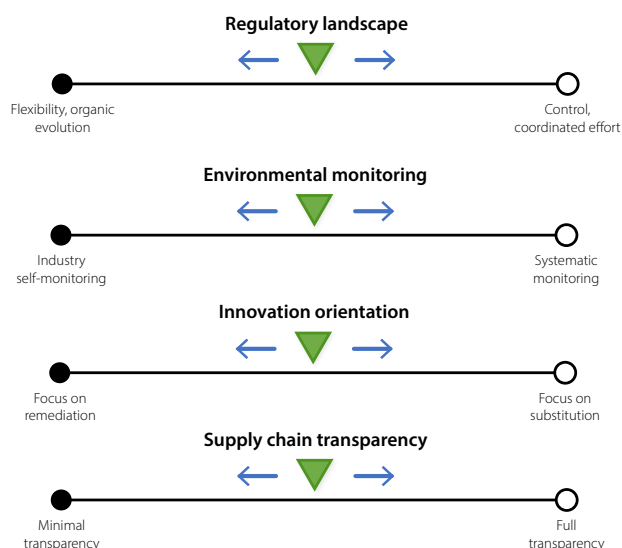 Regulatory landscape
Flexibility, organic
evolution
Control,
coordinated effort
Environmental monitoring
Industry
self-monitoring
Systematic
monitoring
Innovation orientation
Focus on
remediation
Focus on
substitution
Supply chain transparency
Minimal
transparency
Full
transparency